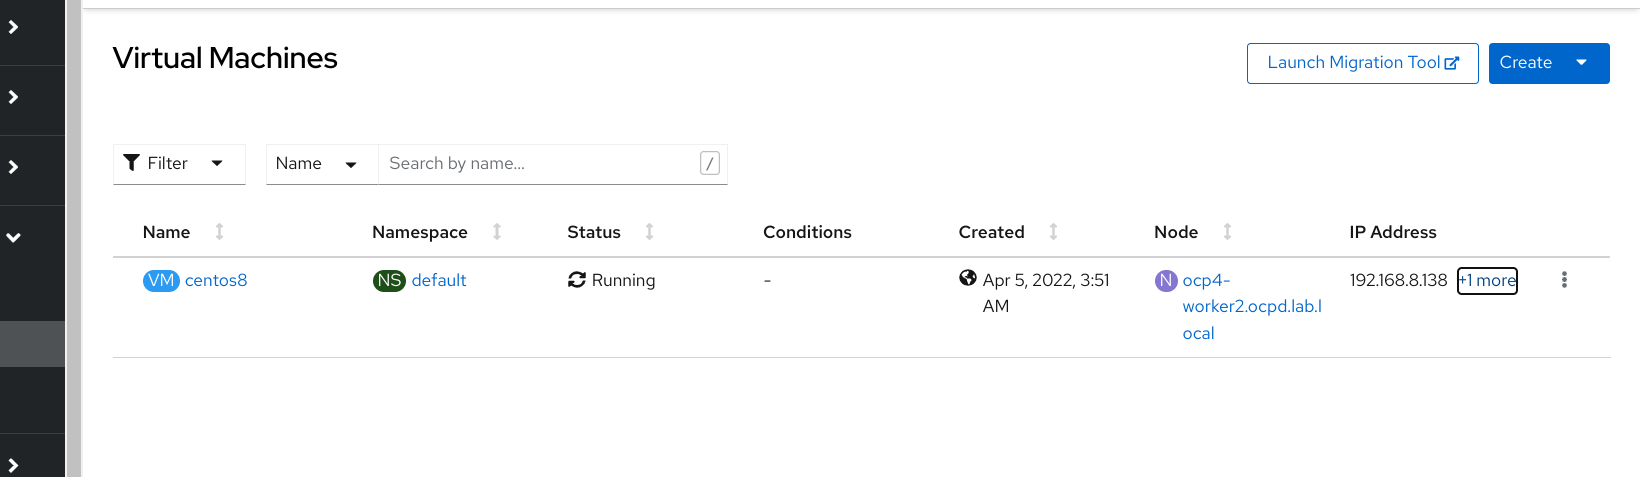 Virtual Machines
Launch Migration Tool
Create
Filter
Name
Search by name...
/
Name Namespace Status Conditions Created Node IP Address
VM centos8 NS default Running - Apr 5, 2022, 3:51 N ocp4- 192.168.8.138 +1 more
AM worker2.ocpd.lab.l
ocal